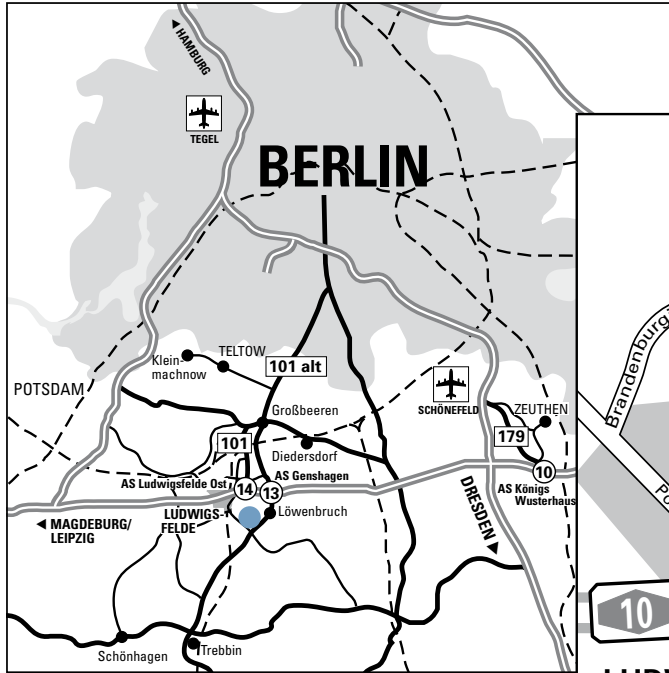 HAMBURG
TEGEL
BERLIN
Klein-
machnow
TELTOW
101 alt
POTSDAM
Großbeeren
SCHÖNEFELD
ZEUTHEN
179
101
Diedersdorf
10
AS Ludwigsfelde Ost
AS Genshagen
14
13
AS Königs
Wusterhaus
LUDWIGS-
FELDE
Löwenbruch
MAGDEBURG/
LEIPZIG
DRESDEN
Schönhagen
Trebbin
Brandenburg
10